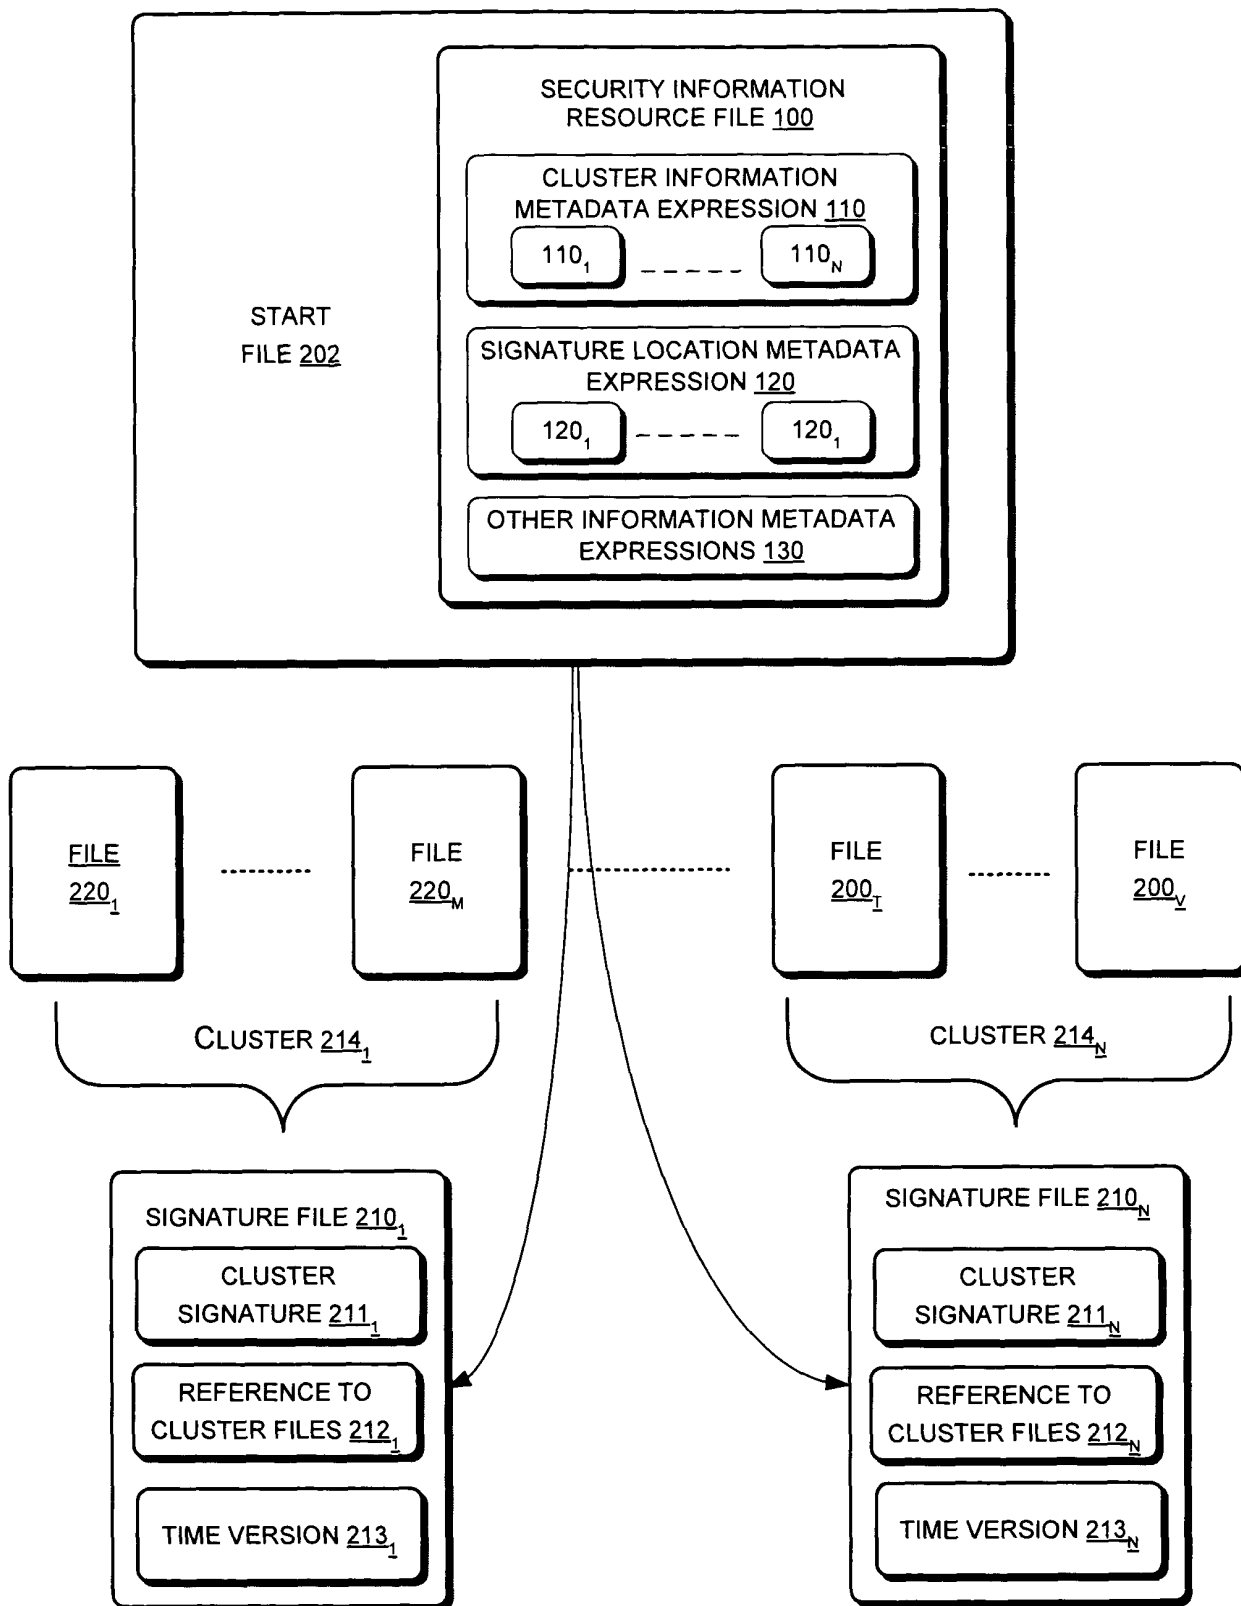 SECURITY INFORMATION
RESOURCE FILE 100
CLUSTER INFORMATION
METADATA EXPRESSION 110
110₁ 110N
START
FILE 202
SIGNATURE LOCATION METADATA
EXPRESSION 120
120₁ 120₁
OTHER INFORMATION METADATA
EXPRESSIONS 130
FILE
220₁
FILE
220M
FILE
200T
FILE
200V
CLUSTER 214₁
CLUSTER 214N
SIGNATURE FILE 210₁
CLUSTER
SIGNATURE 211₁
REFERENCE TO
CLUSTER FILES 212₁
TIME VERSION 213₁
SIGNATURE FILE 210N
CLUSTER
SIGNATURE 211N
REFERENCE TO
CLUSTER FILES 212N
TIME VERSION 213N